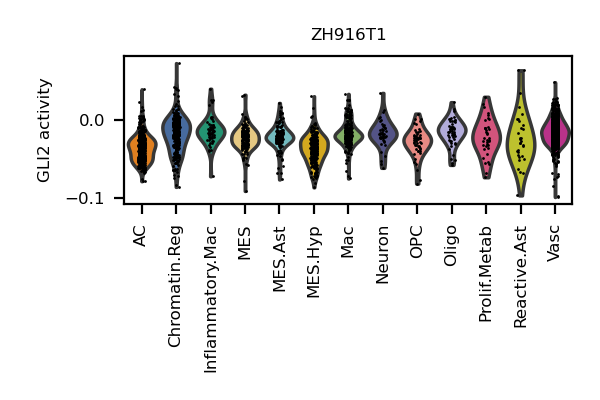 ZH916T1
GLI2 activity
0.0
−0.1
AC
Chromatin.Reg
Inflammatory.Mac
MES
MES.Ast
MES.Hyp
Mac
Neuron
OPC
Oligo
Prolif.Metab
Reactive.Ast
Vasc